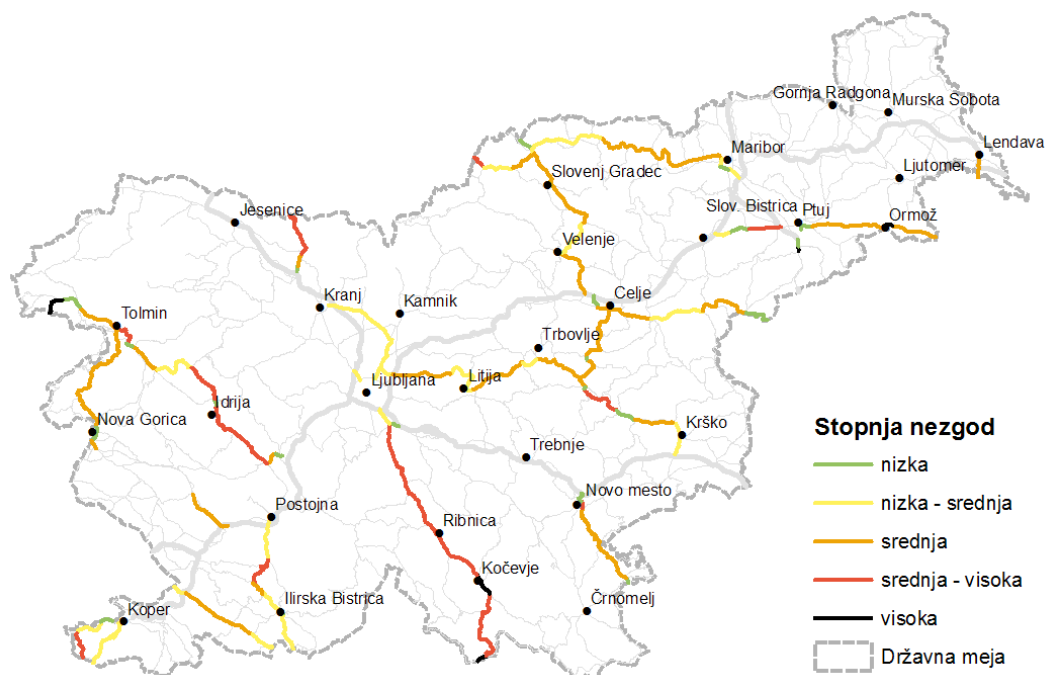 Gornja Radgona
Murska Sobota
Maribor
Lendava
Ljutomer
Slovenj Gradec
Slov. Bistrica
Ptuj
Ormož
Jesenice
Velenje
Celje
Kranj
Kamnik
Tolmin
Trbovlje
Ljubljana
Litija
Idrija
Nova Gorica
Krško
Trebnje
Novo mesto
Postojna
Ribnica
Kočevje
Ilirska Bistrica
Črnomelj
Koper
Stopnja nezgod
nizka
nizka - srednja
srednja
srednja - visoka
visoka
Državna meja